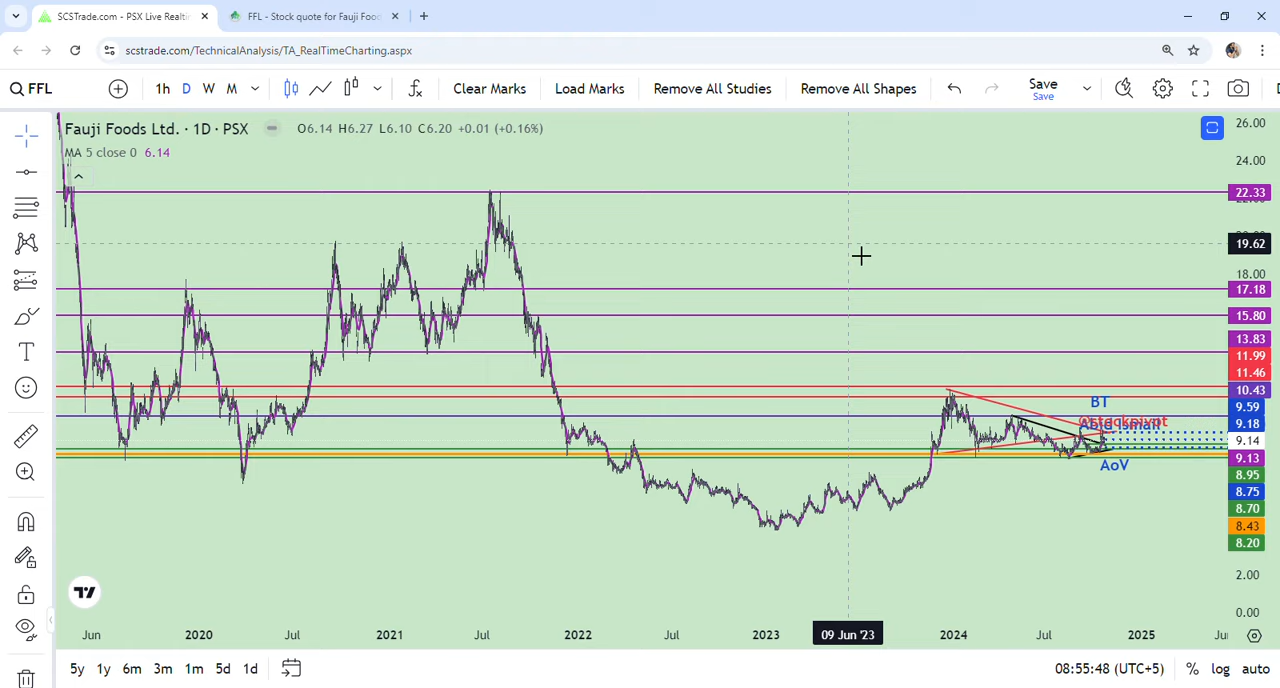 SCSTrade.com - PSX Live Realti
FFL - Stock quote for Fauji Foo
scstrade.com/TechnicalAnalysis/TA_RealTimeCharting.aspx
FFL 1h D W M Clear Marks Load Marks Remove All Studies Remove All Shapes Save
Save
Fauji Foods Ltd. · 1D · PSX O6.14 H6.27 L6.10 C6.20 +0.01 (+0.16%)
MA 5 close 0 6.14
26.00
24.00
22.33
19.62
18.00
17.18
15.80
13.83
11.99
11.46
10.43
9.59
9.18
9.14
9.13
8.95
8.75
8.70
8.43
8.20
2.00
0.00
BT
@stockpivot
Abid Ismail
AoV
Jun 2020 Jul 2021 Jul 2022 Jul 2023 09 Jun '23 2024 Jul 2025
5y 1y 6m 3m 1m 5d 1d 08:55:48 (UTC+5) % log auto